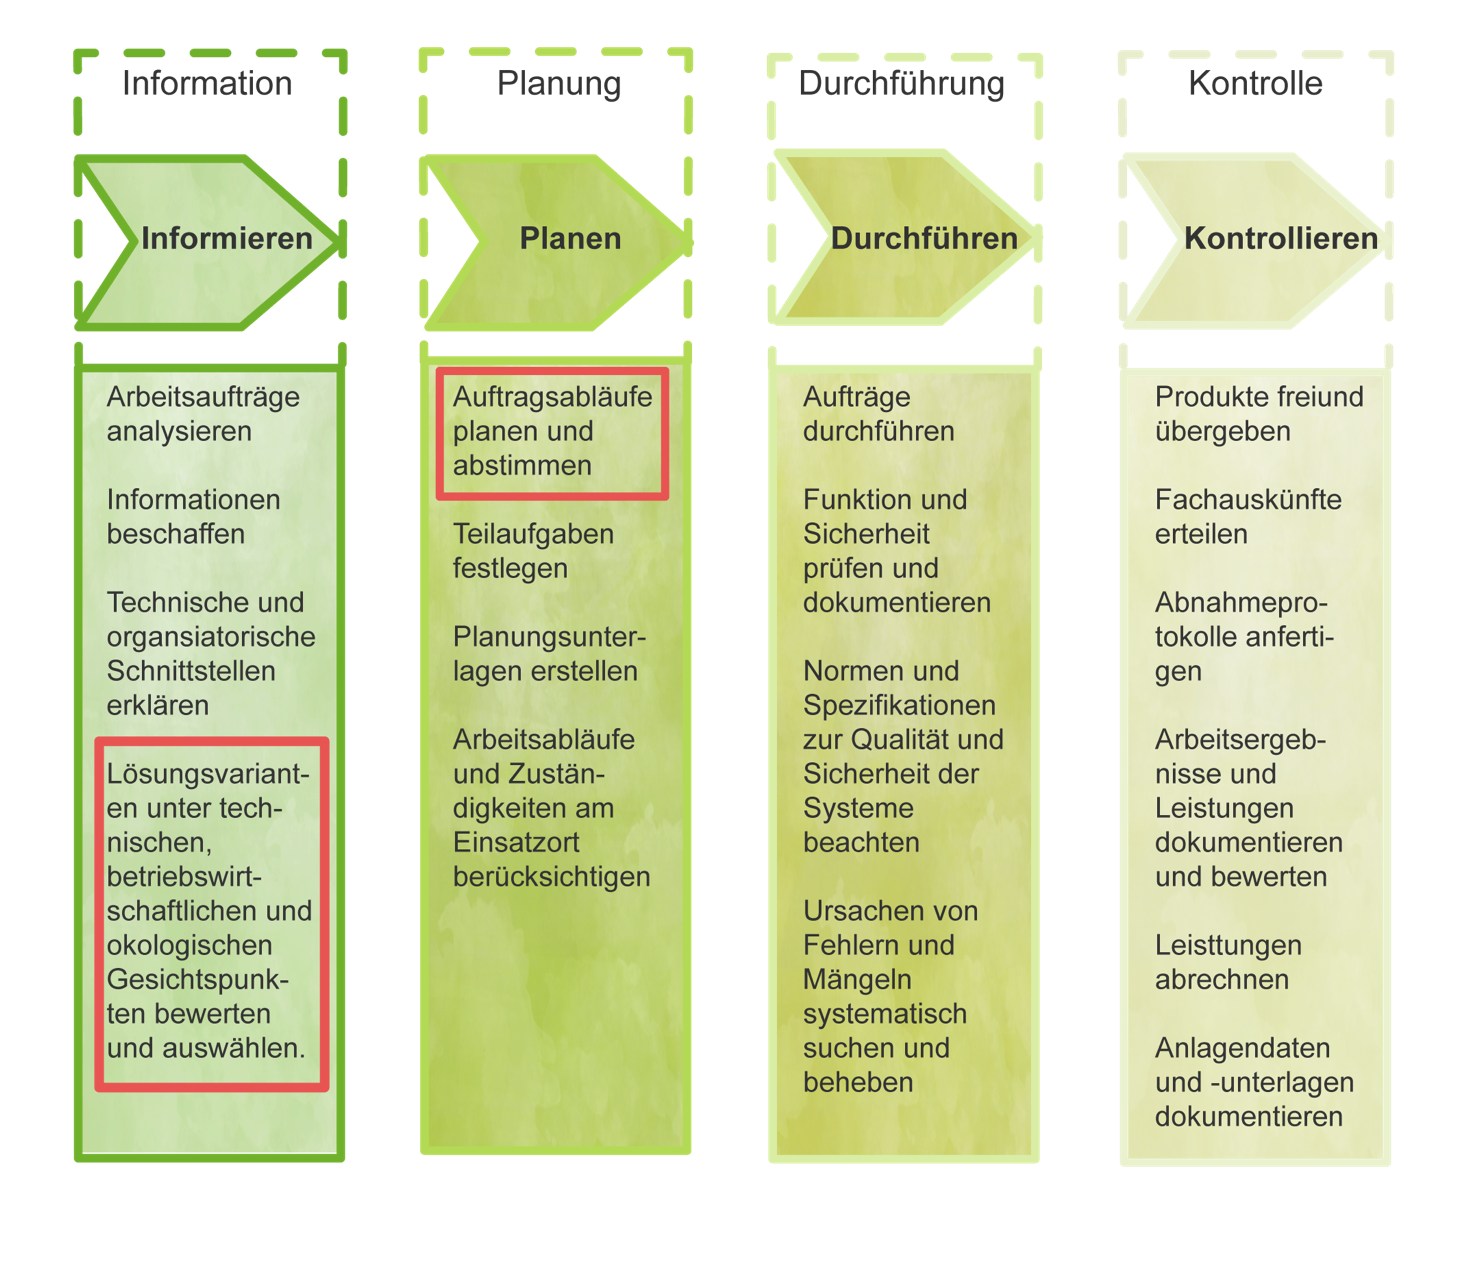 Information
Informieren
Arbeitsaufträge
analysieren
Informationen
beschaffen
Technische und
organsiatorische
Schnittstellen
erklären
Lösungsvariant-
en unter tech-
nischen,
betriebswirt-
schaftlichen und
okologischen
Gesichtspunk-
ten bewerten
und auswählen.
Planung
Planen
Auftragsabläufe
planen und
abstimmen
Teilaufgaben
festlegen
Planungsunter-
lagen erstellen
Arbeitsabläufe
und Zustän-
digkeiten am
Einsatzort
berücksichtigen
Durchführung
Durchführen
Aufträge
durchführen
Funktion und
Sicherheit
prüfen und
dokumentieren
Normen und
Spezifikationen
zur Qualität und
Sicherheit der
Systeme
beachten
Ursachen von
Fehlern und
Mängeln
systematisch
suchen und
beheben
Kontrolle
Kontrollieren
Produkte freiund
übergeben
Fachauskünfte
erteilen
Abnahmepro-
tokolle anferti-
gen
Arbeitsergeb-
nisse und
Leistungen
dokumentieren
und bewerten
Leisttungen
abrechnen
Anlagendaten
und -unterlagen
dokumentieren